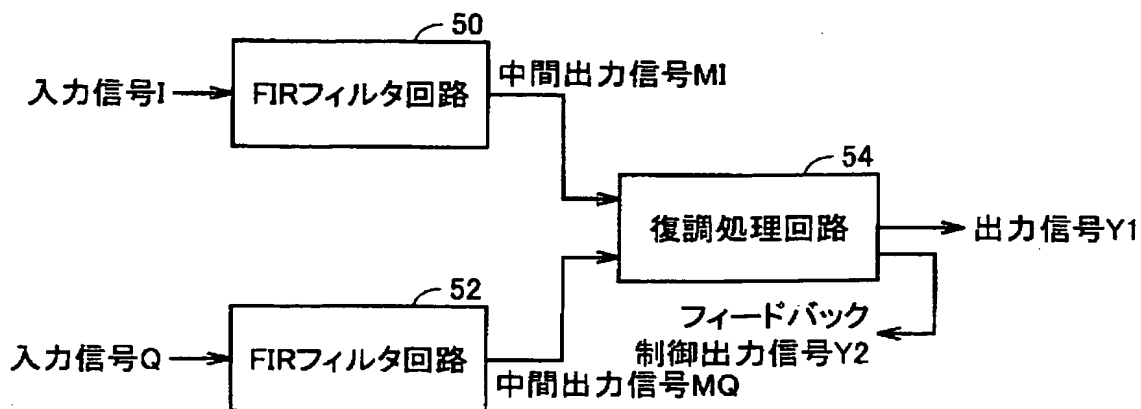 50
入力信号I
FIRフィルタ回路
中間出力信号MI
54
復調処理回路
出力信号Y1
52
フィードバック
制御出力信号Y2
入力信号Q
FIRフィルタ回路
中間出力信号MQ